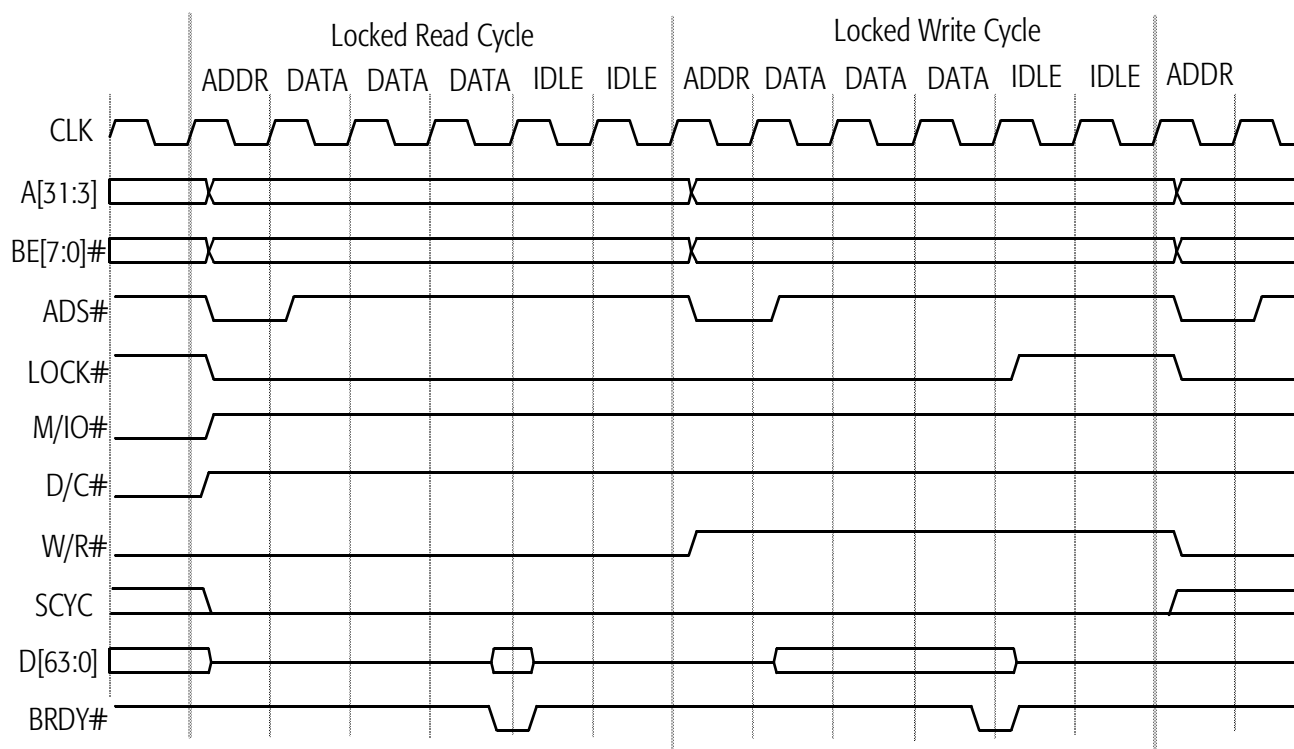 Locked Read Cycle
Locked Write Cycle
ADDR DATA DATA DATA IDLE IDLE ADDR DATA DATA DATA IDLE IDLE ADDR
CLK
A[31:3]
BE[7:0]#
ADS#
LOCK#
M/IO#
D/C#
W/R#
SCYC
D[63:0]
BRDY#